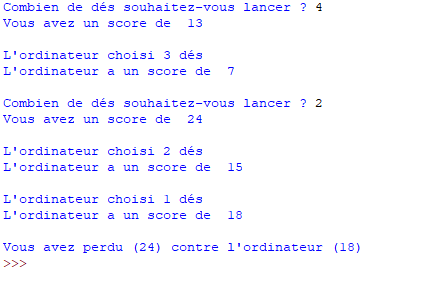 Combien de dés souhaitez-vous lancer ? 4
Vous avez un score de  13
L'ordinateur choisi 3 dés
L'ordinateur a un score de  7
Combien de dés souhaitez-vous lancer ? 2
Vous avez un score de  24
L'ordinateur choisi 2 dés
L'ordinateur a un score de  15
L'ordinateur choisi 1 dés
L'ordinateur a un score de  18
Vous avez perdu (24) contre l'ordinateur (18)
>>>